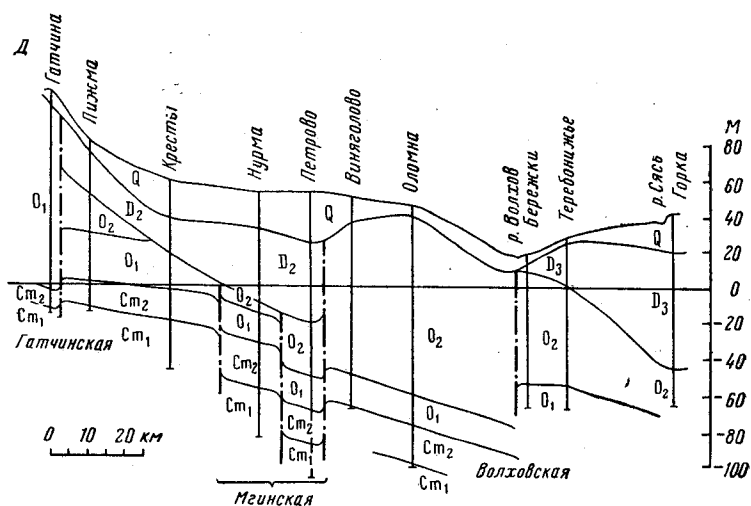 Д
Гатчина
Пижма
Кресты
Нурма
Петрово
Виняголово
Оломна
р. Волхов
Бережки
Теребонижье
р. Сясь
Горка
М
80
60
40
20
0
-20
-40
-60
-80
-100
Q
Q
Q
D₂
D₂
D₃
D₃
O₁
O₂
O₁
O₂
O₁
O₂
O₁
O₂
O₁
O₂
O₁
O₂
Cm₂
Cm₁
Cm₂
Cm₁
Cm₂
Cm₁
Cm₂
Cm₁
Cm₂
Cm₁
Гатчинская
Мгинская
Волховская
0 10 20 км